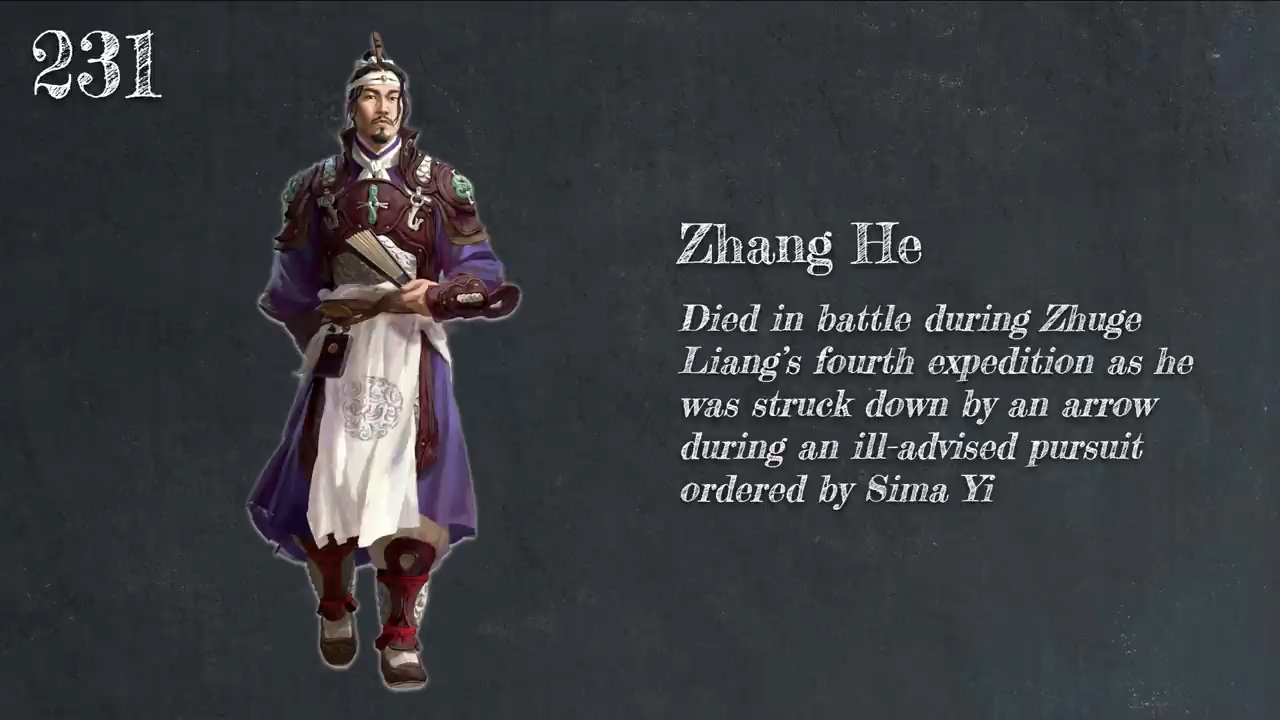 231
Zhang He
Died in battle during Zhuge
Liang's fourth expedition as he
was struck down by an arrow
during an ill-advised pursuit
ordered by Sima Yi